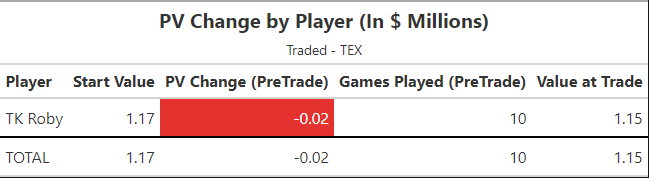 PV Change by Player (In $ Millions)
Traded - TEX
Player Start Value PV Change (PreTrade) Games Played (PreTrade) Value at Trade
TK Roby 1.17 -0.02 10 1.15
TOTAL 1.17 -0.02 10 1.15